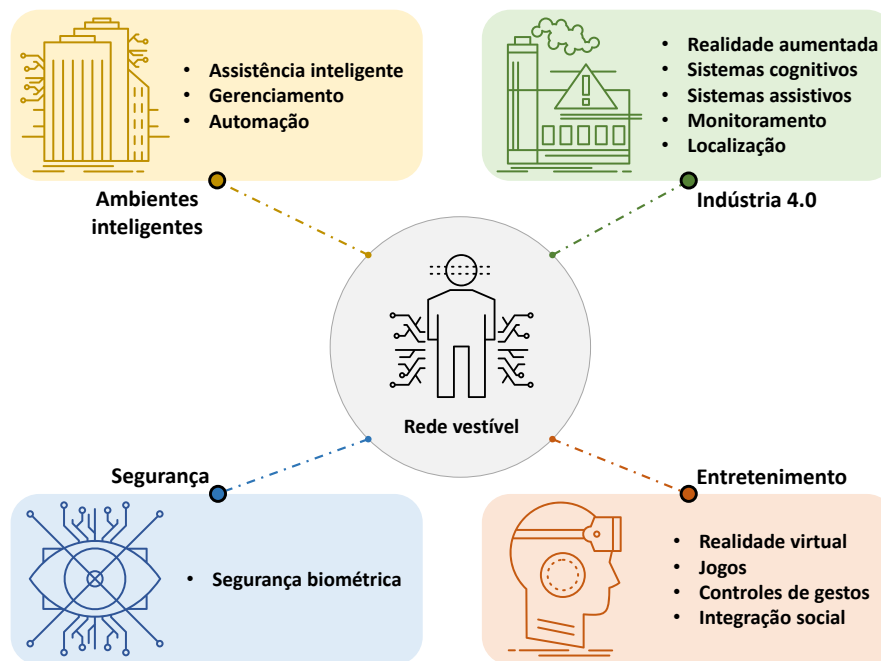 Assistência inteligente
Gerenciamento
Automação
Ambientes
inteligentes
Realidade aumentada
Sistemas cognitivos
Sistemas assistivos
Monitoramento
Localização
Indústria 4.0
Rede vestível
Segurança
Segurança biométrica
Entretenimento
Realidade virtual
Jogos
Controles de gestos
Integração social